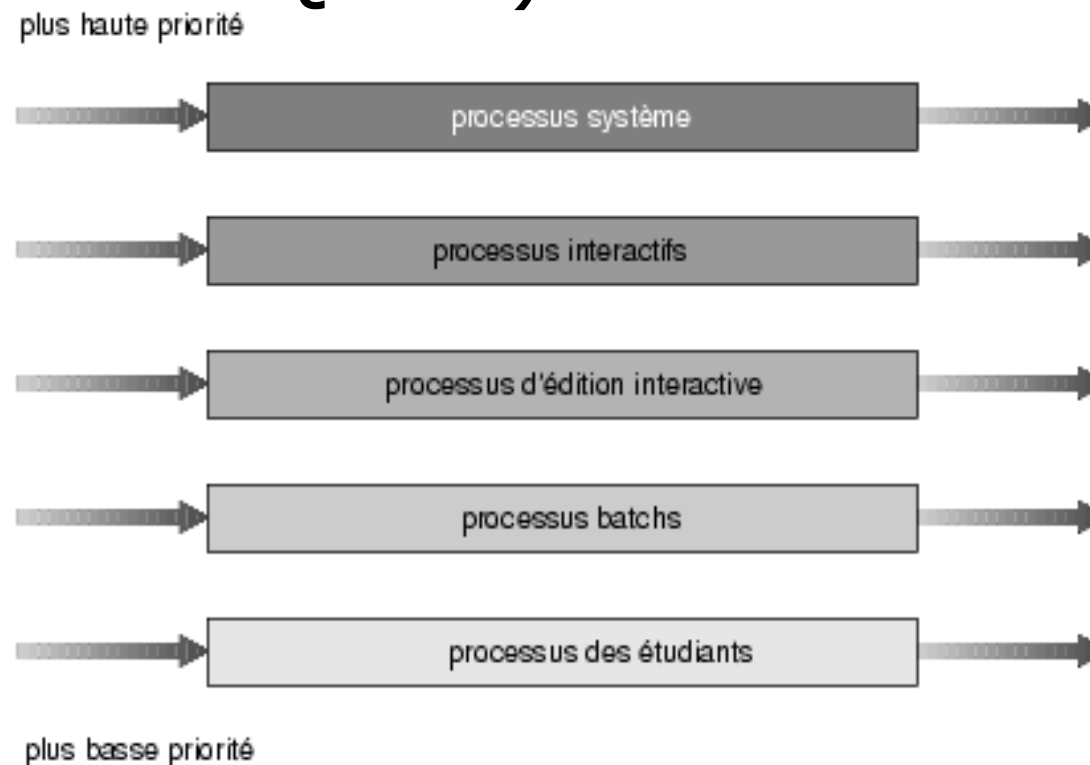 plus haute priorité
processus système
processus interactifs
processus d'édition interactive
processus batchs
processus des étudiants
plus basse priorité